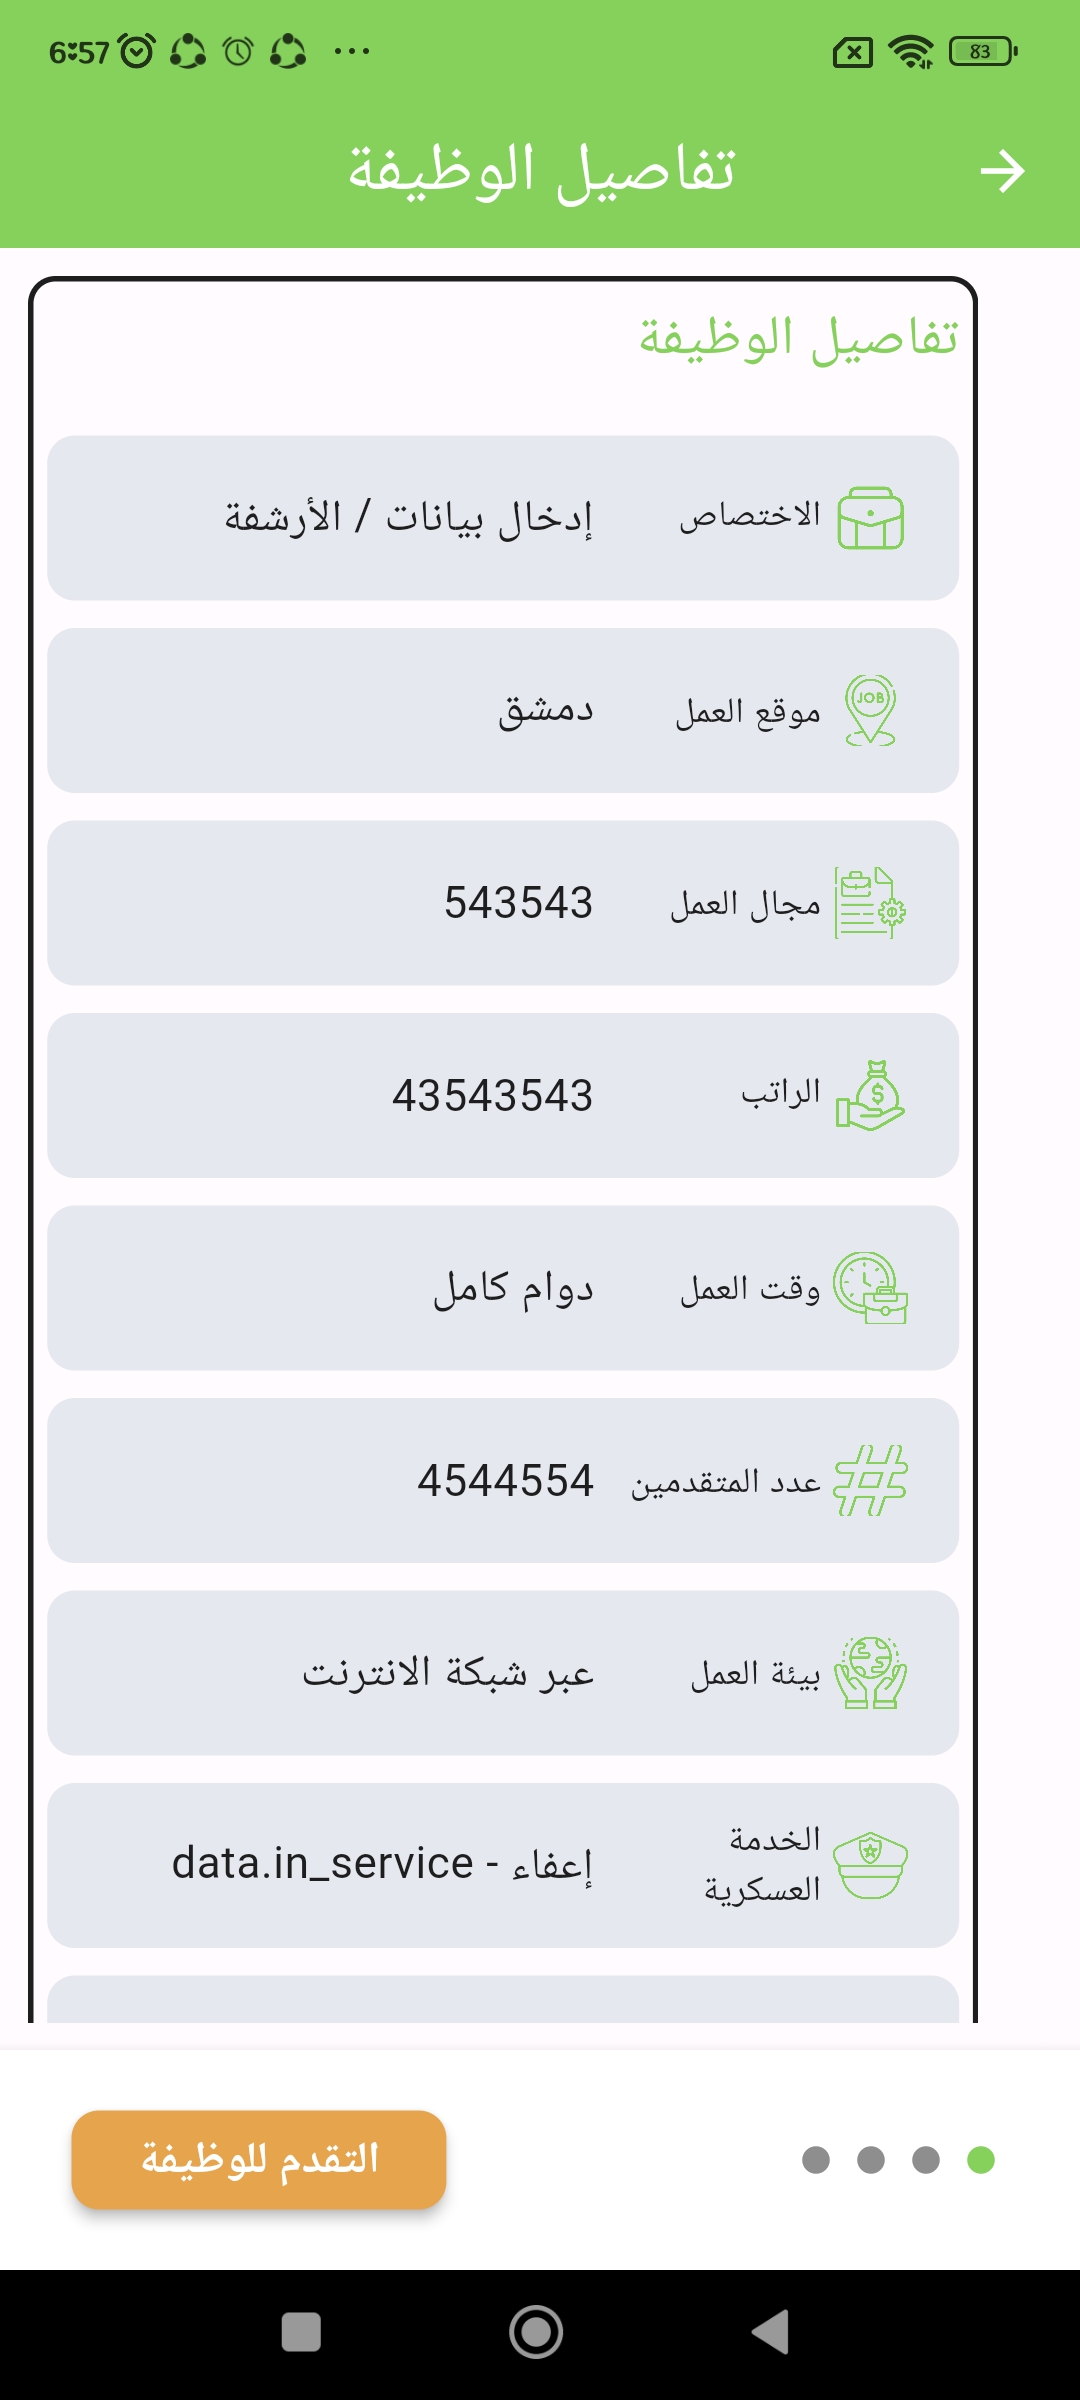 6:57
83
تفاصيل الوظيفة
تفاصيل الوظيفة
الاختصاص
إدخال بيانات / الأرشفة
JOB
موقع العمل
دمشق
مجال العمل
543543
$
الراتب
43543543
وقت العمل
دوام كامل
عدد المتقدمين
4544554
بيئة العمل
عبر شبكة الانترنت
الخدمة
العسكرية
إعفاء - data.in_service
التقدم للوظيفة